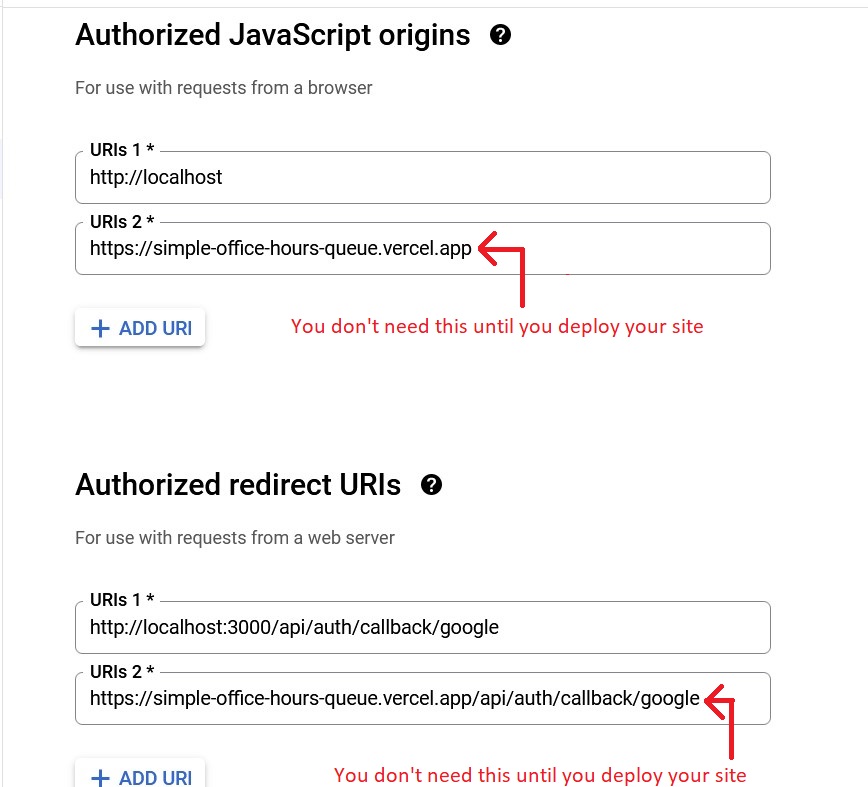 Authorized JavaScript origins
For use with requests from a browser
URIs 1 *
http://localhost
URIs 2 *
https://simple-office-hours-queue.vercel.app
+ ADD URI
You don't need this until you deploy your site
Authorized redirect URIs
For use with requests from a web server
URIs 1 *
http://localhost:3000/api/auth/callback/google
URIs 2 *
https://simple-office-hours-queue.vercel.app/api/auth/callback/google
+ ADD URI
You don't need this until you deploy your site